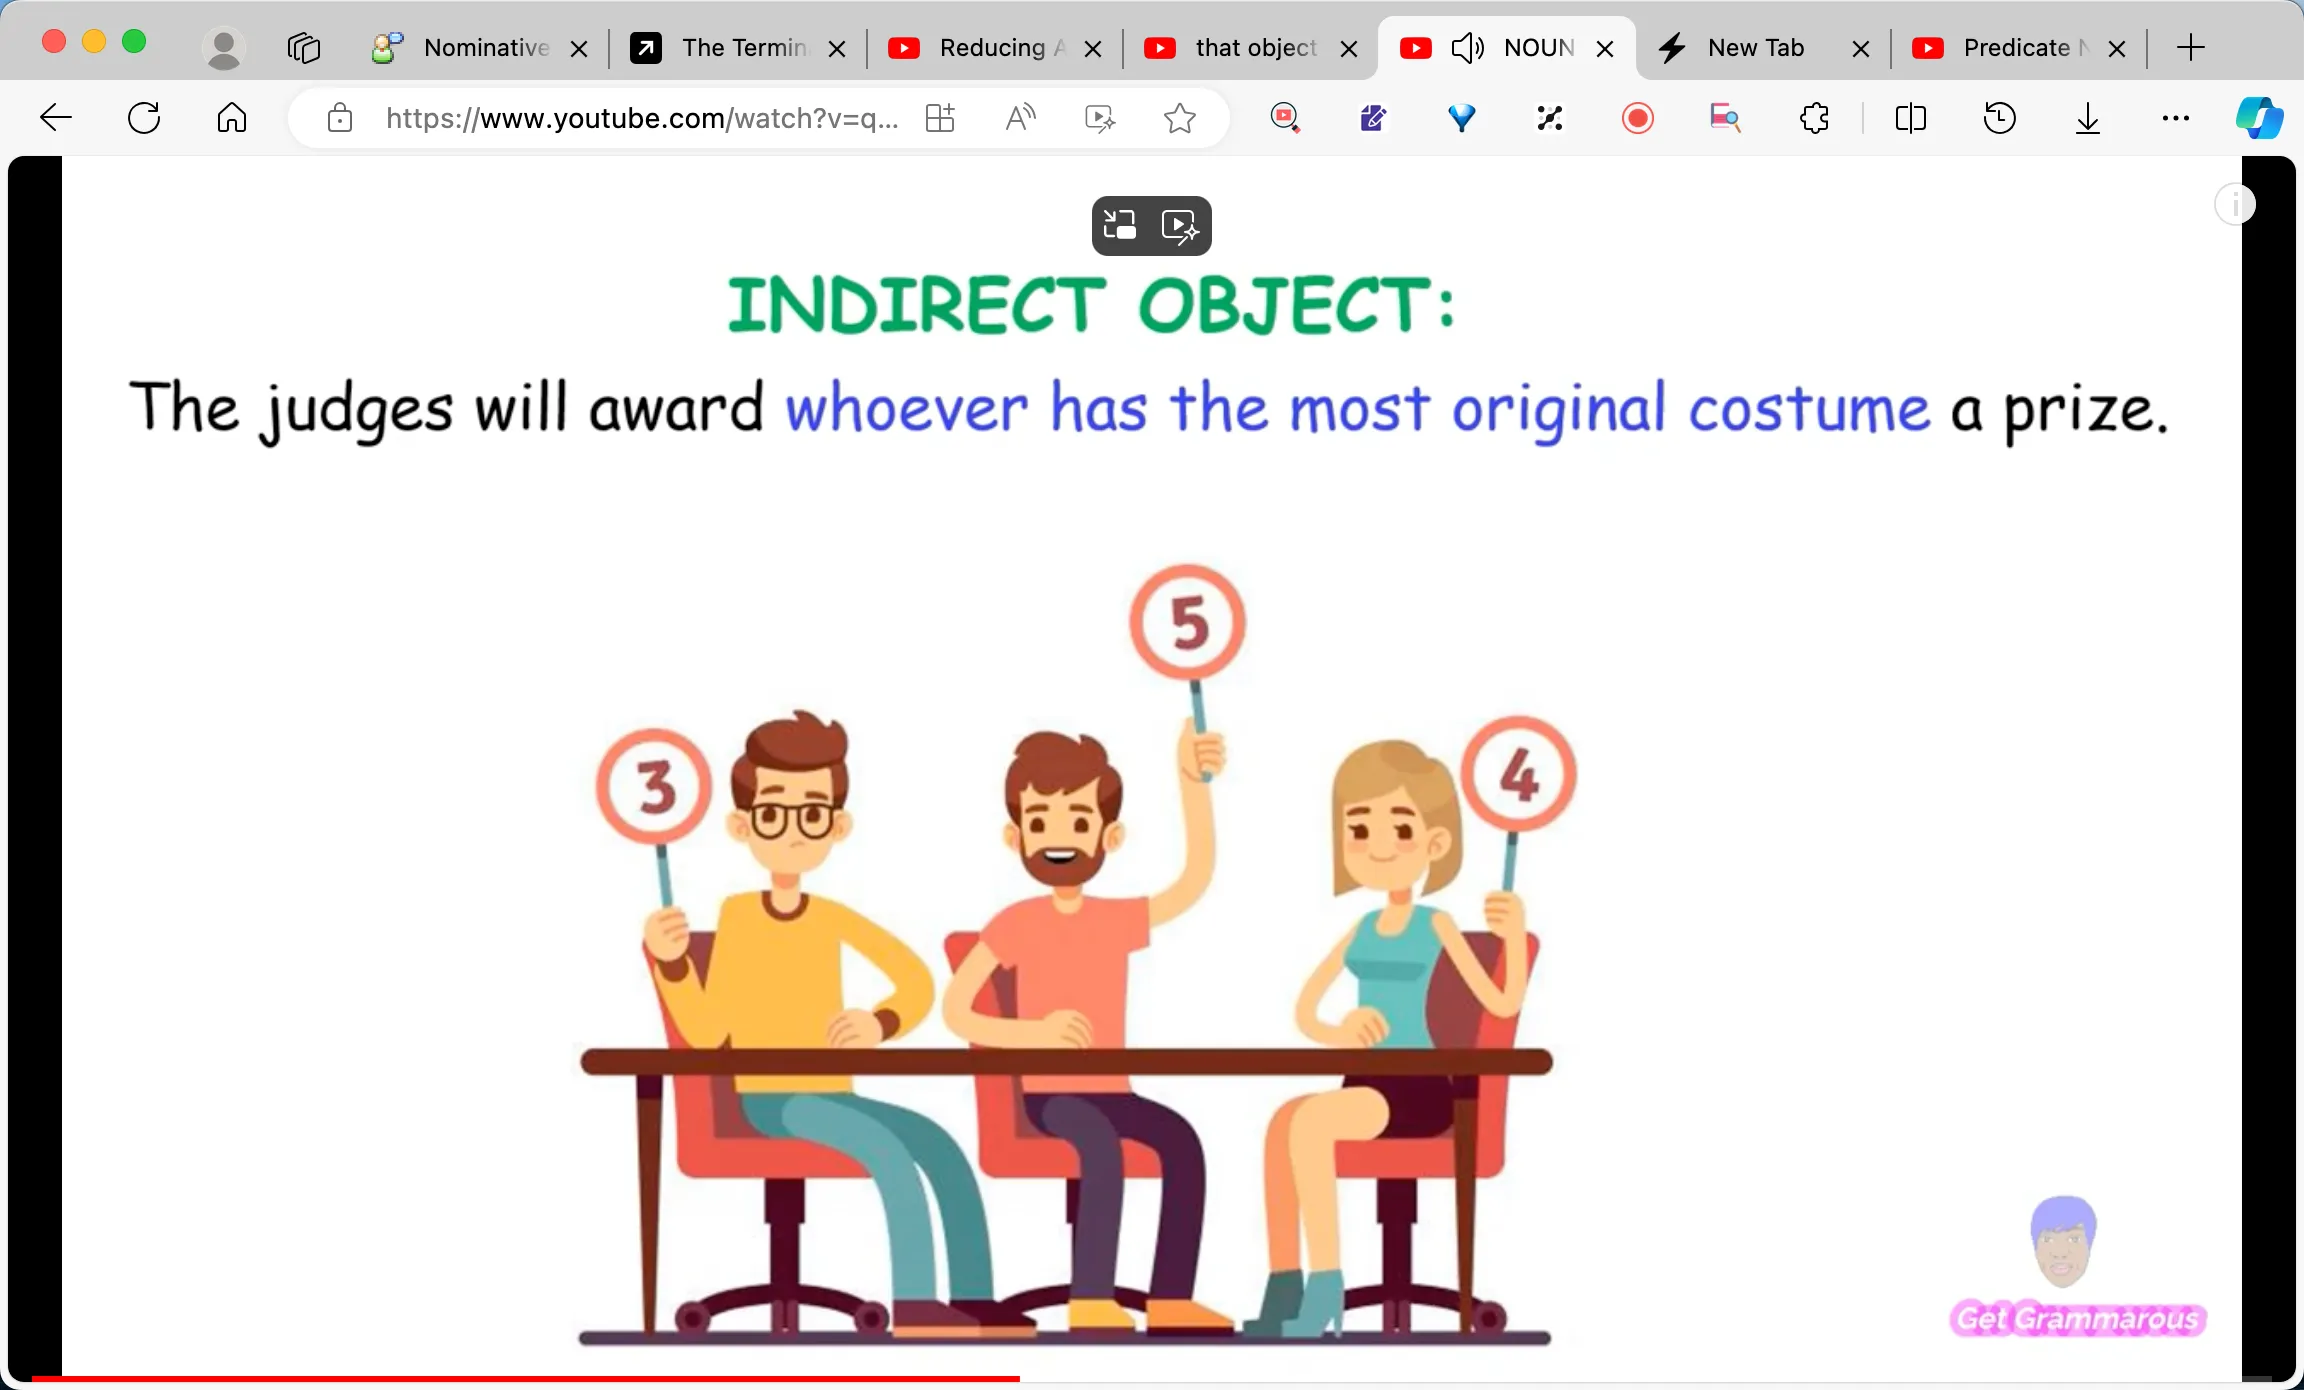 Nominative
The Termin
Reducing A
that object
NOUN
New Tab
Predicate N
https://www.youtube.com/watch?v=q...
INDIRECT OBJECT:
The judges will award whoever has the most original costume a prize.
5
3
4
Get Grammarous